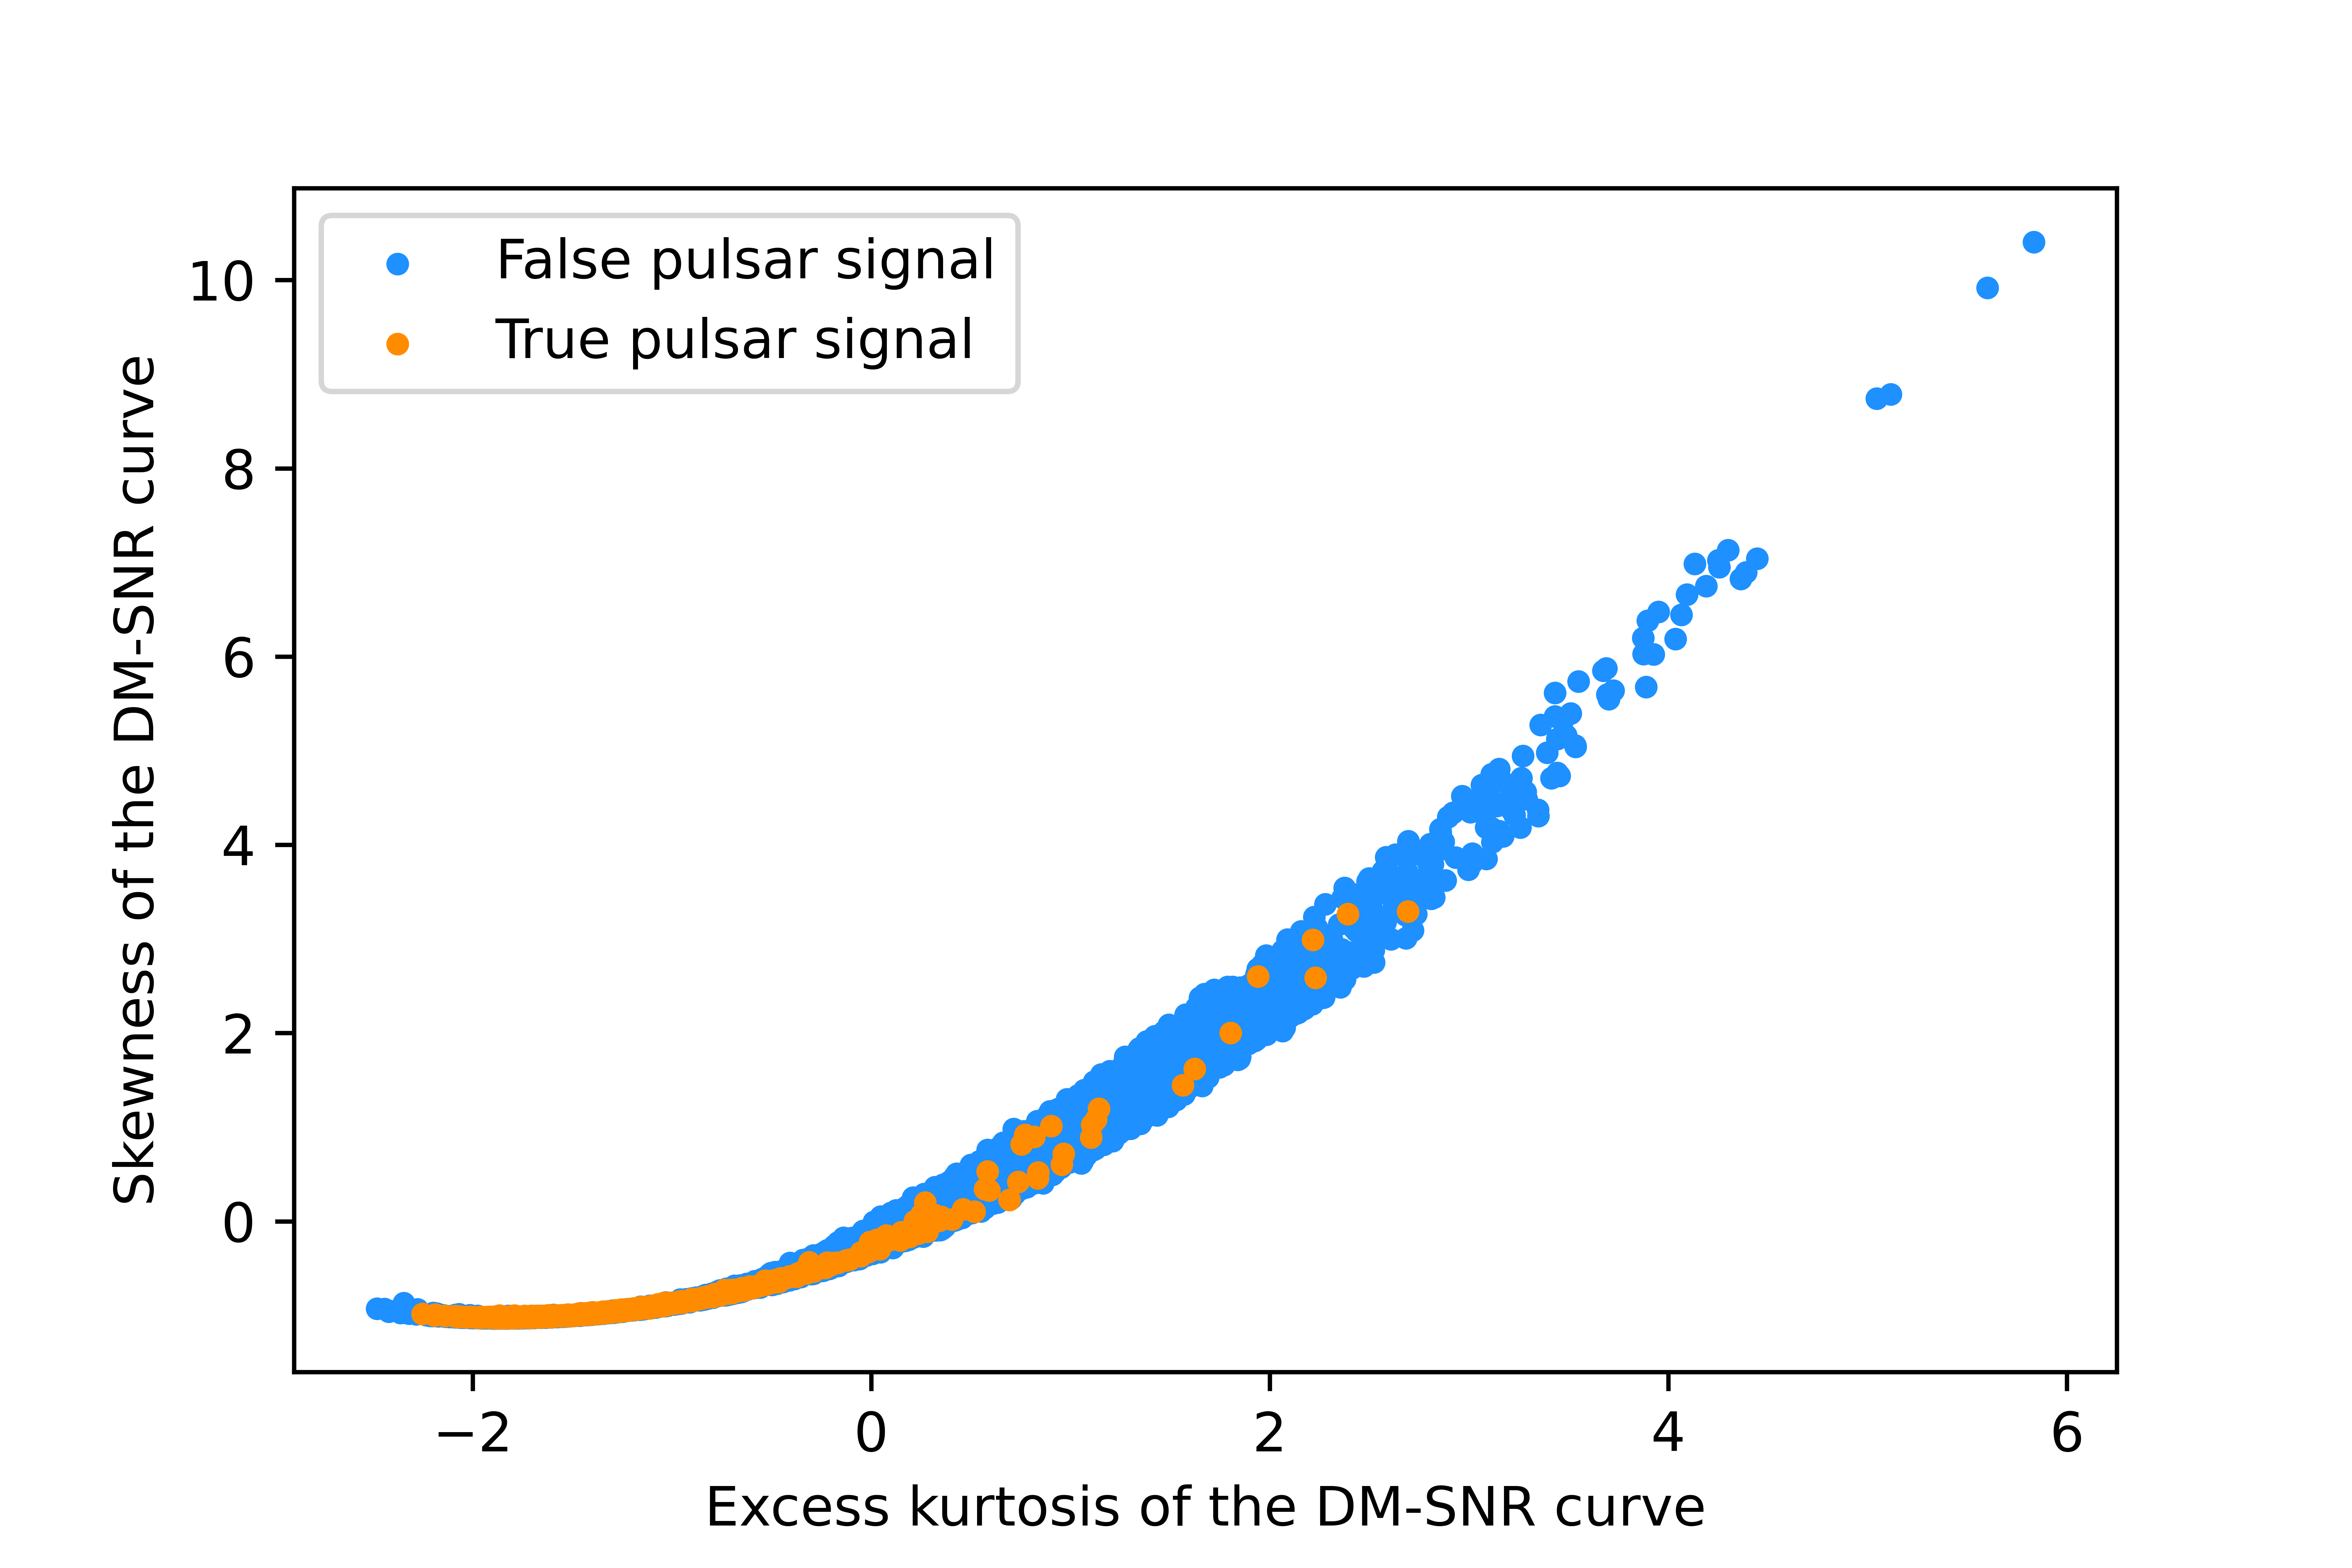 False pulsar signal
True pulsar signal
10
8
6
4
2
0
Skewness of the DM-SNR curve
−2 0 2 4 6
Excess kurtosis of the DM-SNR curve